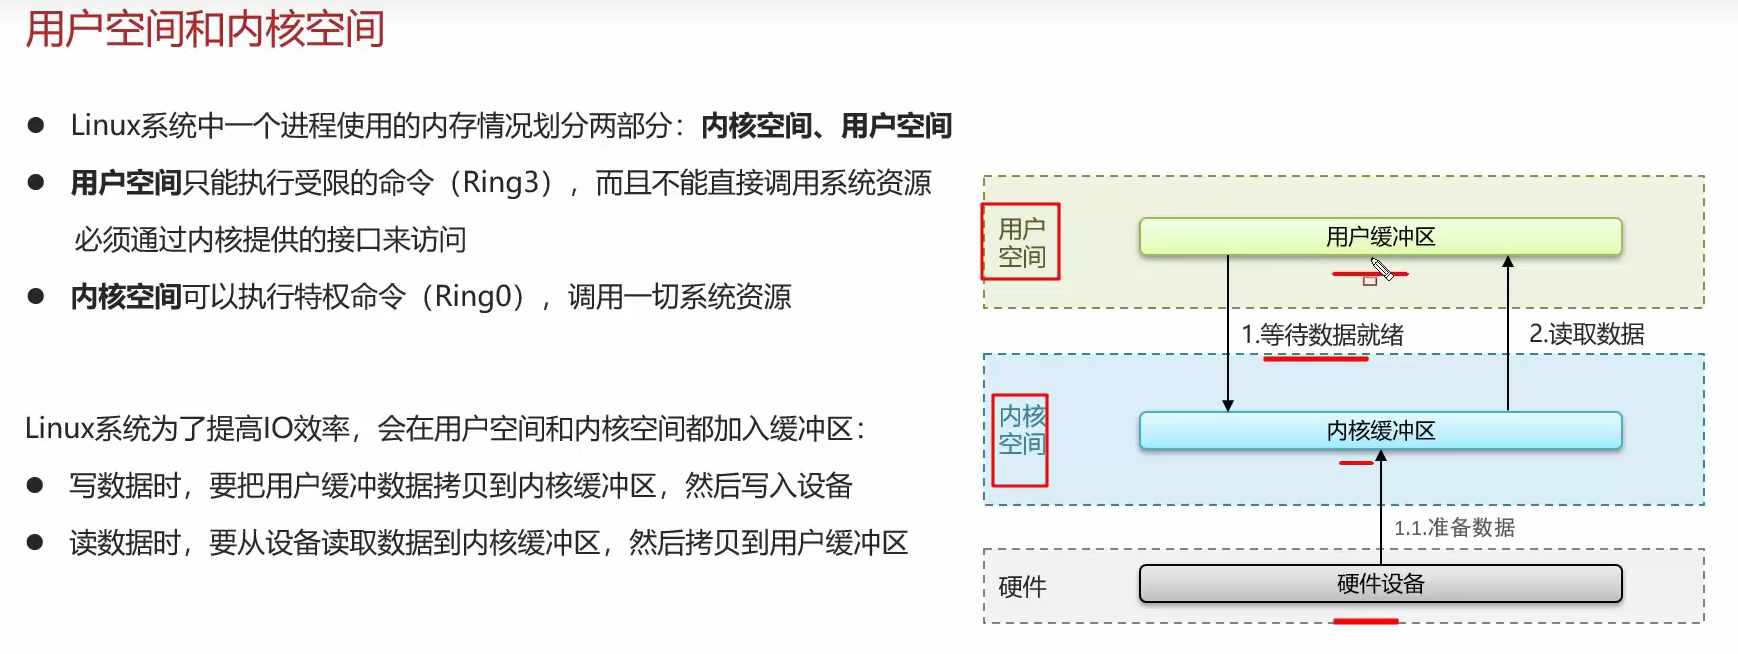 用户空间和内核空间
● Linux系统中一个进程使用的内存情况划分两部分：内核空间、用户空间
● 用户空间只能执行受限的命令（Ring3），而且不能直接调用系统资源
必须通过内核提供的接口来访问
● 内核空间可以执行特权命令（Ring0），调用一切系统资源
Linux系统为了提高IO效率，会在用户空间和内核空间都加入缓冲区：
● 写数据时，要把用户缓冲数据拷贝到内核缓冲区，然后写入设备
● 读数据时，要从设备读取数据到内核缓冲区，然后拷贝到用户缓冲区
用户
空间
用户缓冲区
1.等待数据就绪
2.读取数据
内核
空间
内核缓冲区
1.1.准备数据
硬件
硬件设备